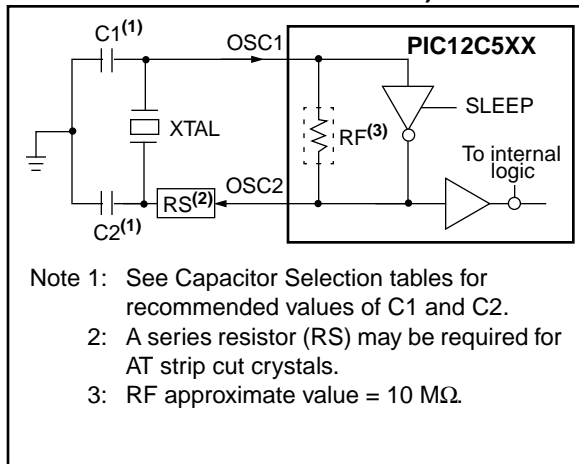 C1(1)
OSC1
PIC12C5XX
SLEEP
XTAL
RF(3)
To internal
logic
OSC2
RS(2)
C2(1)
Note 1: See Capacitor Selection tables for
recommended values of C1 and C2.
2: A series resistor (RS) may be required for
AT strip cut crystals.
3: RF approximate value = 10 MΩ.